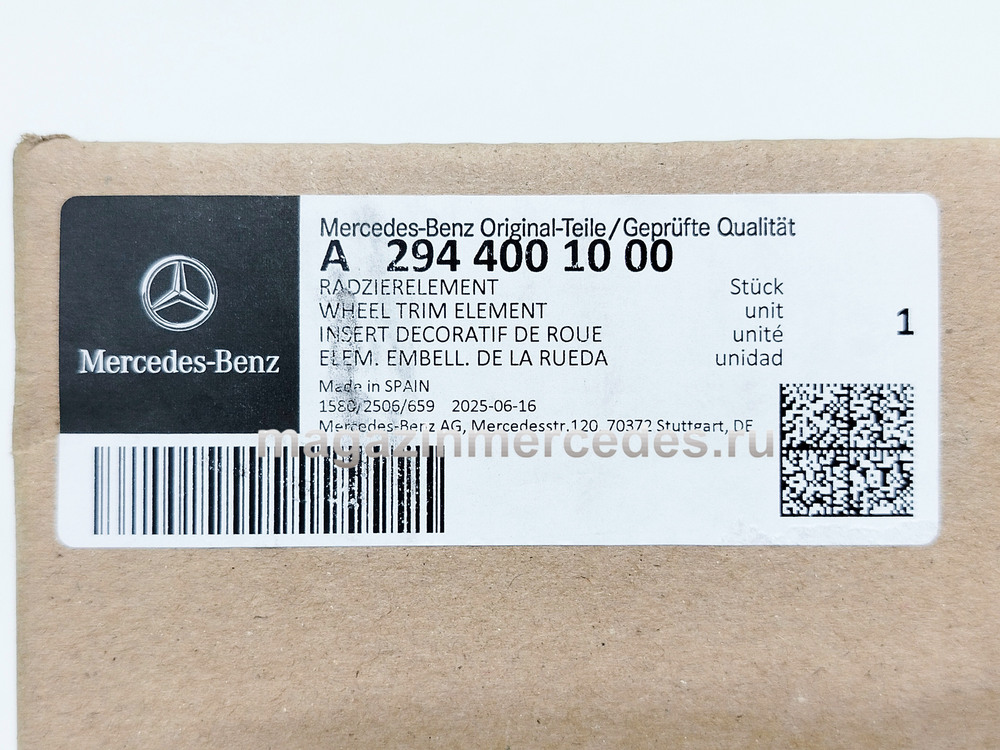 Mercedes-Benz
Mercedes-Benz Original-Teile/Geprüfte Qualität
A 294 400 10 00
RADZIERELEMENT Stück
WHEEL TRIM ELEMENT unit
INSERT DECORATIF DE ROUE unité
ELEM. EMBELL. DE LA RUEDA unidad
1
Made in SPAIN
1580/2506/659 2025-06-16
Mercedes-Benz AG, Mercedesstr.120, 70372 Stuttgart, DE
magazinmercedes.ru